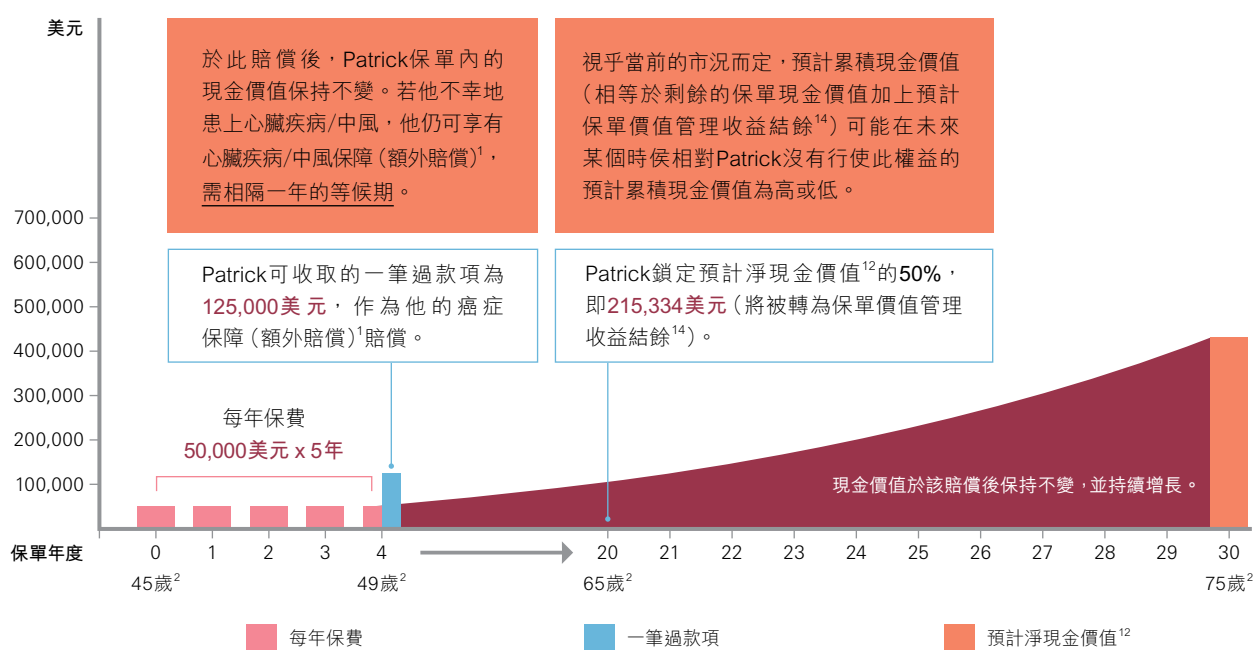 美元
於此賠償後，Patrick保單內的
現金價值保持不變。若他不幸地
患上心臟疾病/中風，他仍可享有
心臟疾病/中風保障（額外賠償）¹，
需相隔一年的等候期。
視乎當前的市況而定，預計累積現金價值
（相等於剩餘的保單現金價值加上預計
保單價值管理收益結餘¹⁴）可能在未來
某個時侯相對Patrick沒有行使此權益的
預計累積現金價值為高或低。
700,000
600,000
500,000
400,000
300,000
200,000
100,000
Patrick可收取的一筆過款項為
125,000美元，作為他的癌症
保障（額外賠償）¹賠償。
Patrick鎖定預計淨現金價值¹²的50%，
即215,334美元（將被轉為保單價值管理
收益結餘¹⁴）。
每年保費
50,000美元 x 5年
現金價值於該賠償後保持不變，並持續增長。
保單年度 0 1 2 3 4 20 21 22 23 24 25 26 27 28 29 30
45歲² 49歲² 65歲² 75歲²
每年保費 一筆過款項 預計淨現金價值¹²